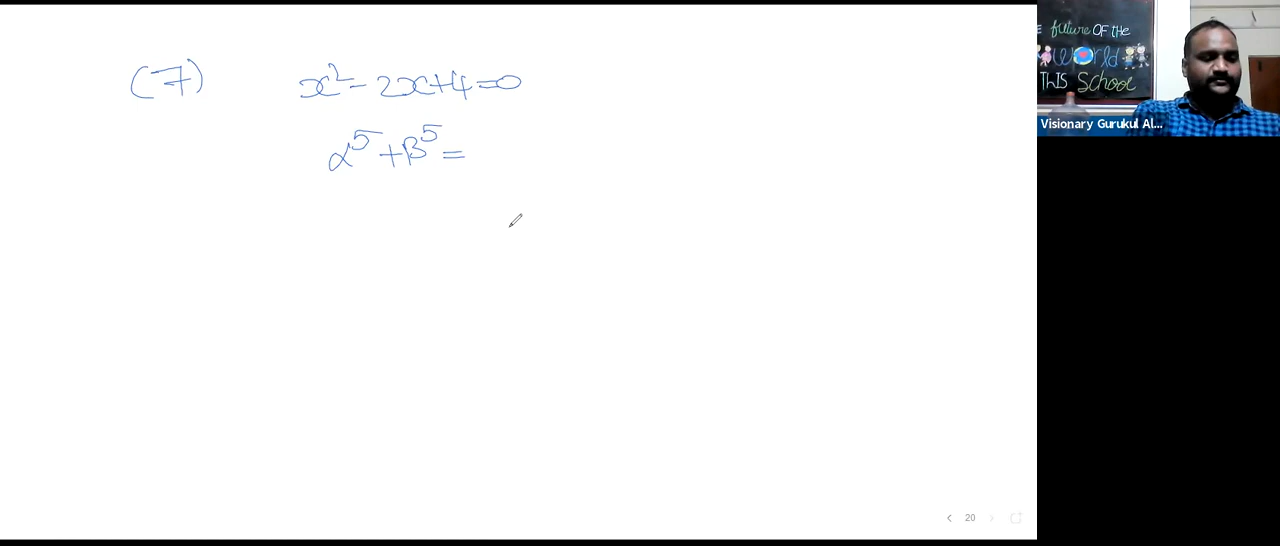 (7) x² - 2x + 4 = 0
α⁵ + β⁵ =
future OF the
World
THIS School
Visionary Gurukul Al...
20